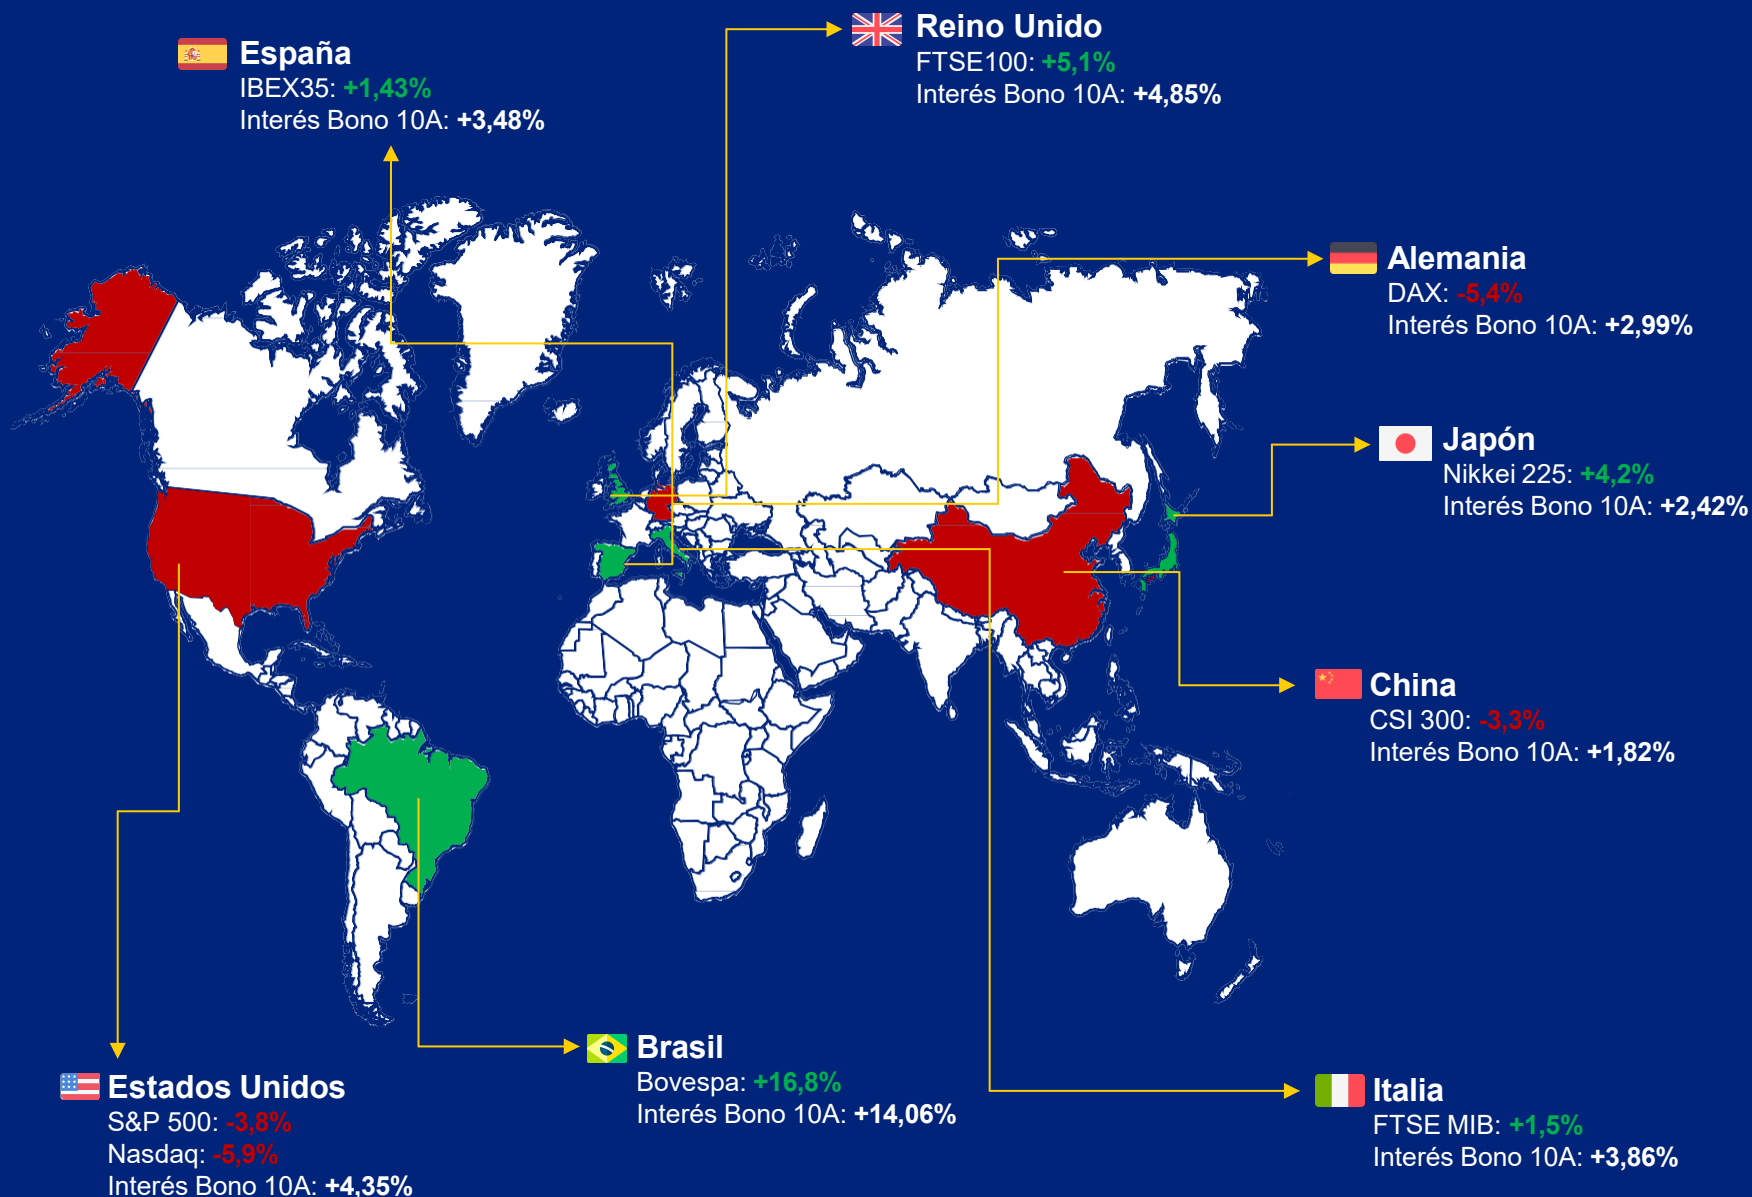 España
IBEX35: +1,43%
Interés Bono 10A: +3,48%
Reino Unido
FTSE100: +5,1%
Interés Bono 10A: +4,85%
Alemania
DAX: -5,4%
Interés Bono 10A: +2,99%
Japón
Nikkei 225: +4,2%
Interés Bono 10A: +2,42%
China
CSI 300: -3,3%
Interés Bono 10A: +1,82%
Brasil
Bovespa: +16,8%
Interés Bono 10A: +14,06%
Estados Unidos
S&P 500: -3,8%
Nasdaq: -5,9%
Interés Bono 10A: +4,35%
Italia
FTSE MIB: +1,5%
Interés Bono 10A: +3,86%